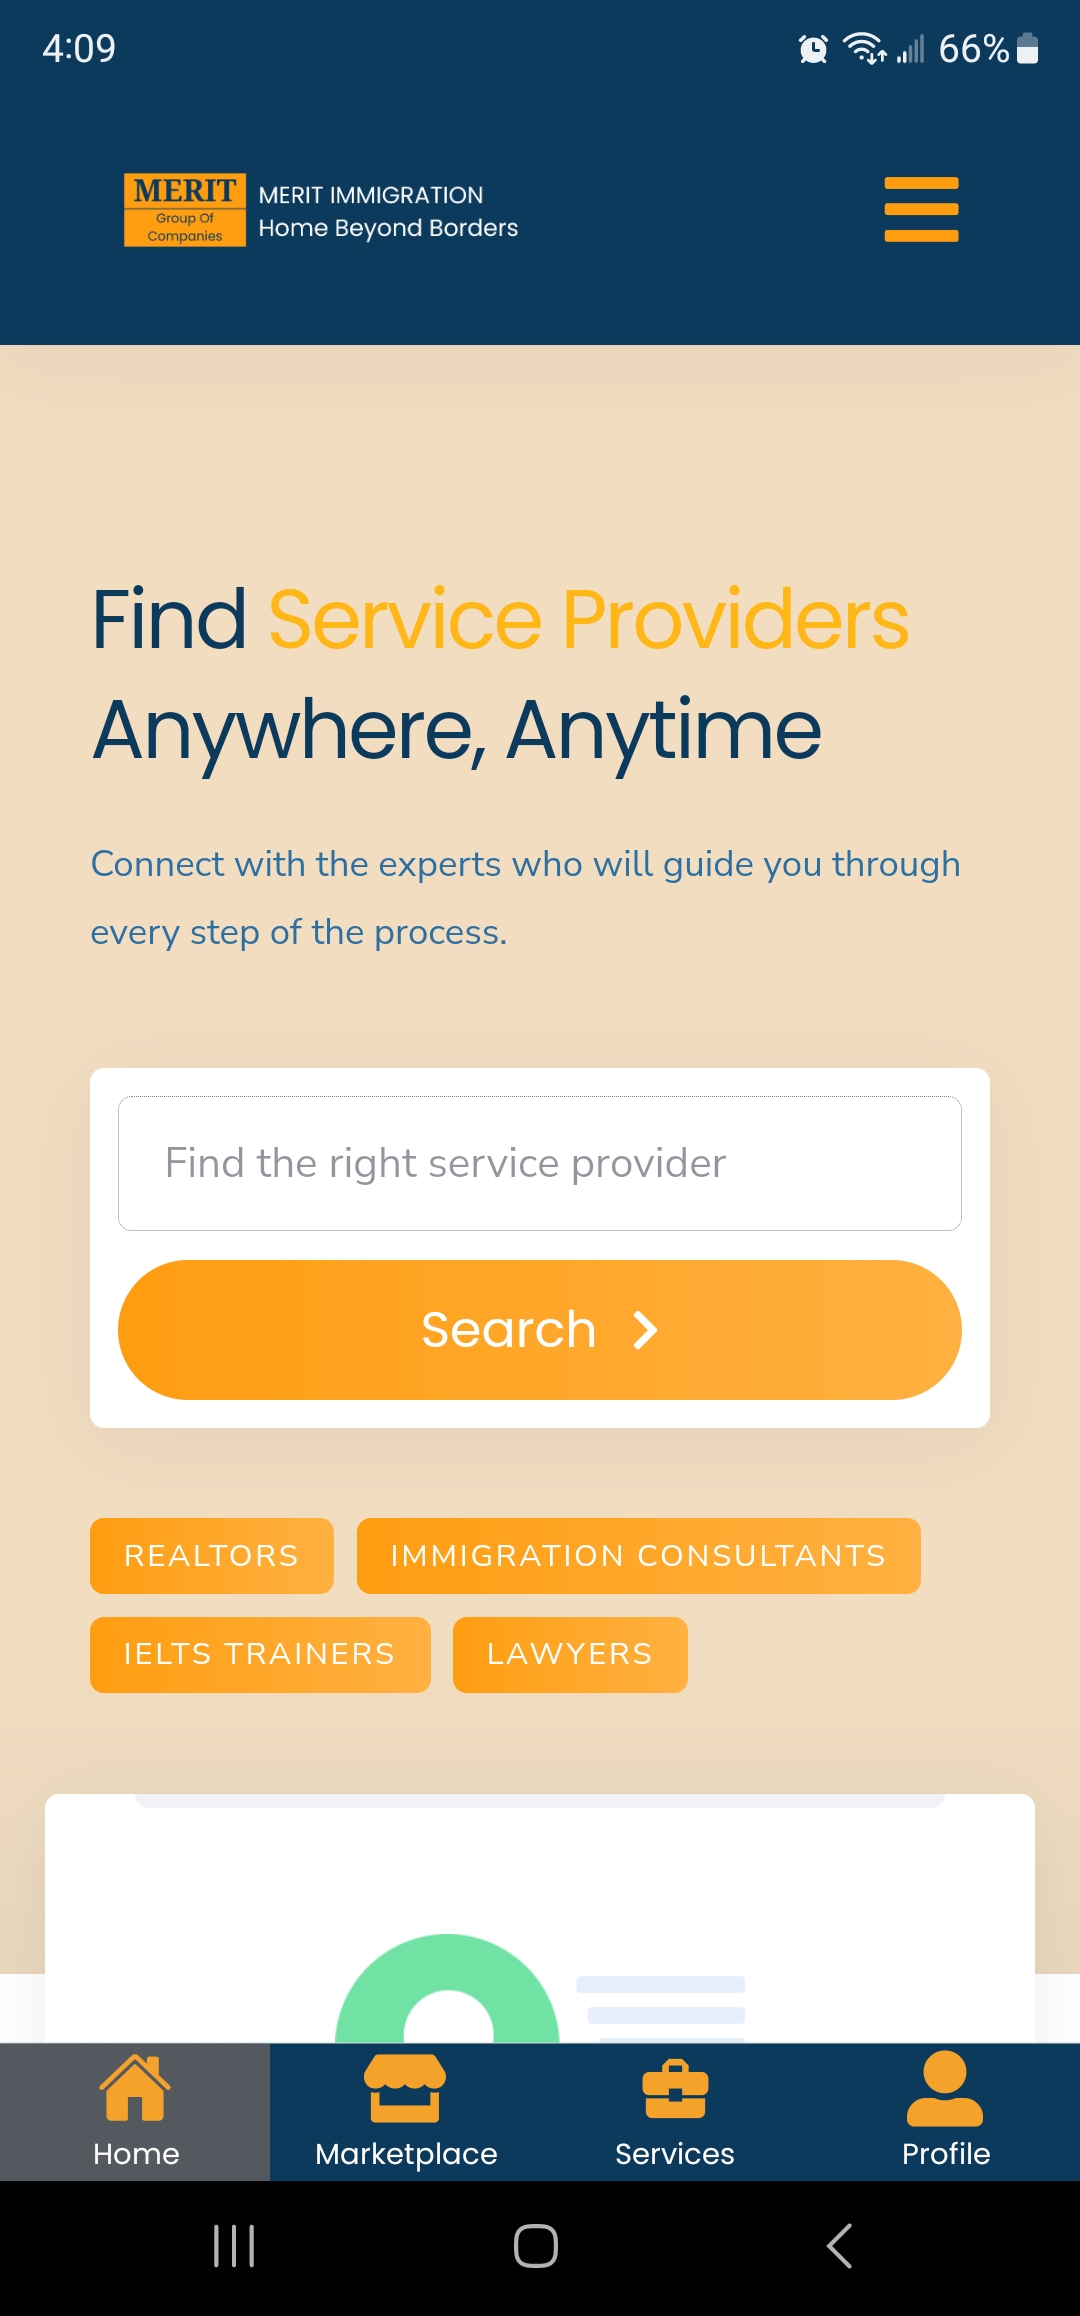 4:09
66%
MERIT
Group Of
Companies
MERIT IMMIGRATION
Home Beyond Borders
Find Service Providers
Anywhere, Anytime
Connect with the experts who will guide you through
every step of the process.
Find the right service provider
Search
REALTORS
IMMIGRATION CONSULTANTS
IELTS TRAINERS
LAWYERS
Home
Marketplace
Services
Profile